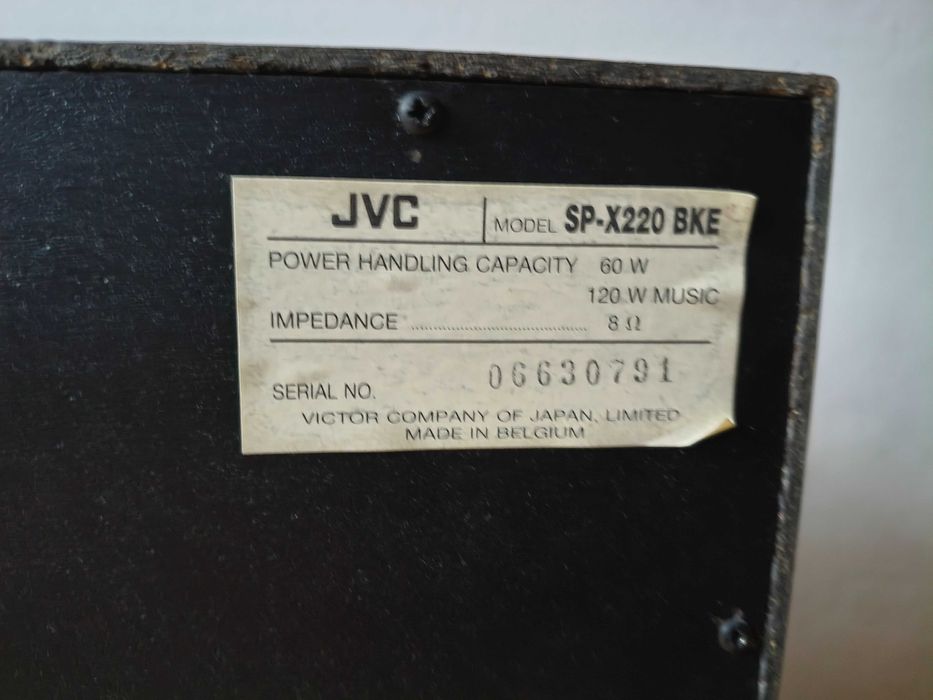 JVC MODEL SP-X220 BKE
POWER HANDLING CAPACITY 60 W
120 W MUSIC
IMPEDANCE ........................................ 8 Ω
SERIAL NO. 06630791
VICTOR COMPANY OF JAPAN, LIMITED
MADE IN BELGIUM